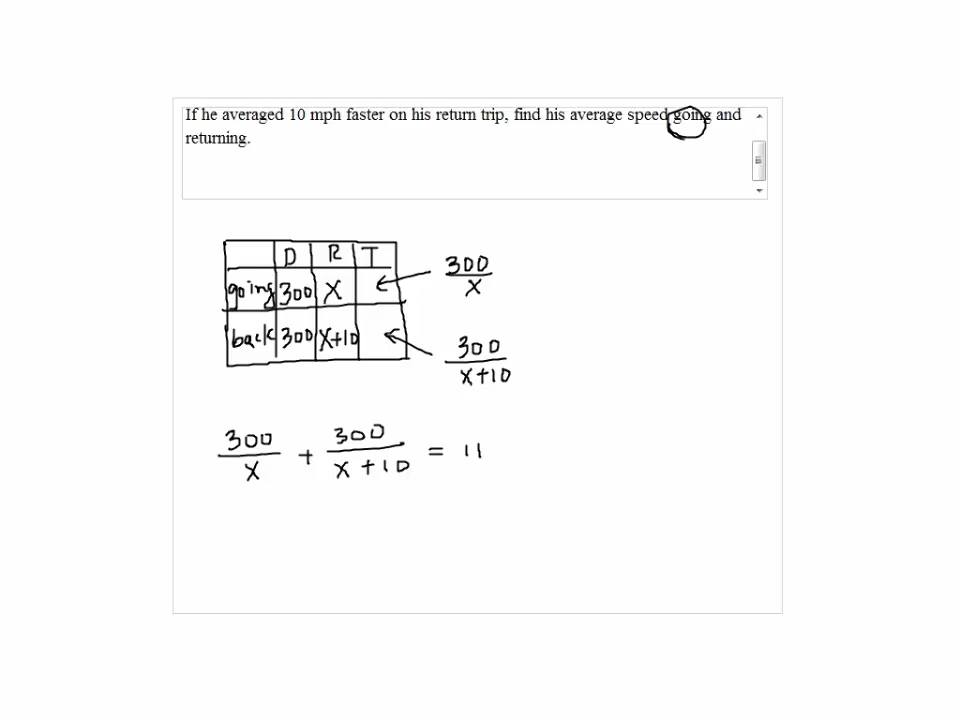 If he averaged 10 mph faster on his return trip, find his average speed going and
returning.
D R T
going 300 X
300
X
back 300 X+10
300
X+10
300
X
+
300
X+10
= 11